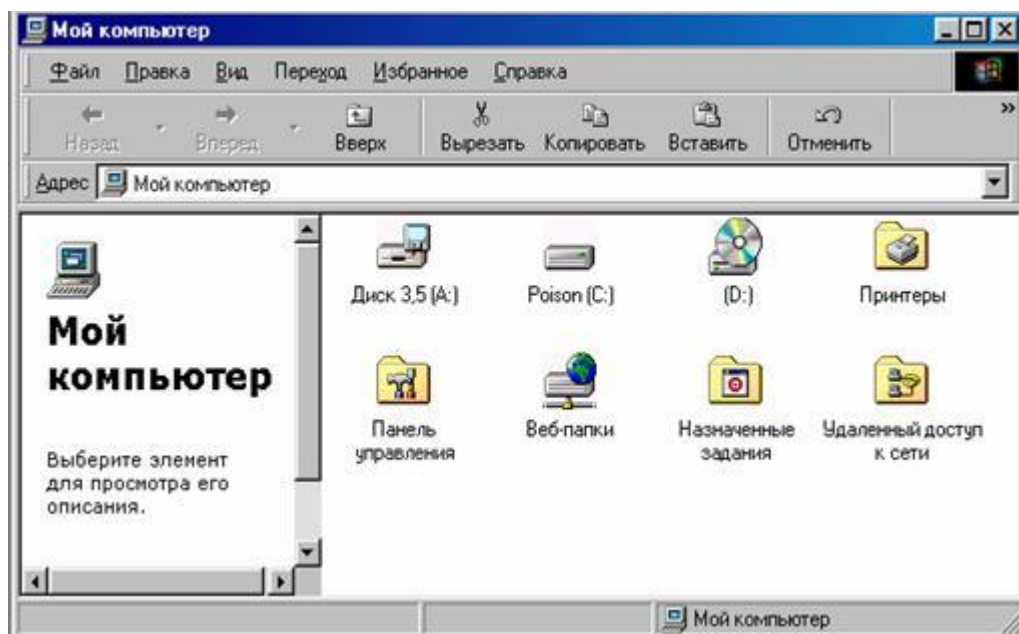 Мой компьютер
Файл Правка Вид Переход Избранное Справка
Назад Вперед Вверх Вырезать Копировать Вставить Отменить »
Адрес Мой компьютер
Мой
компьютер
Выберите элемент
для просмотра его
описания.
Диск 3,5 (A:) Poison (C:) (D:) Принтеры
Панель
управления
Веб-папки
Назначенные
задания
Удаленный доступ
к сети
Мой компьютер